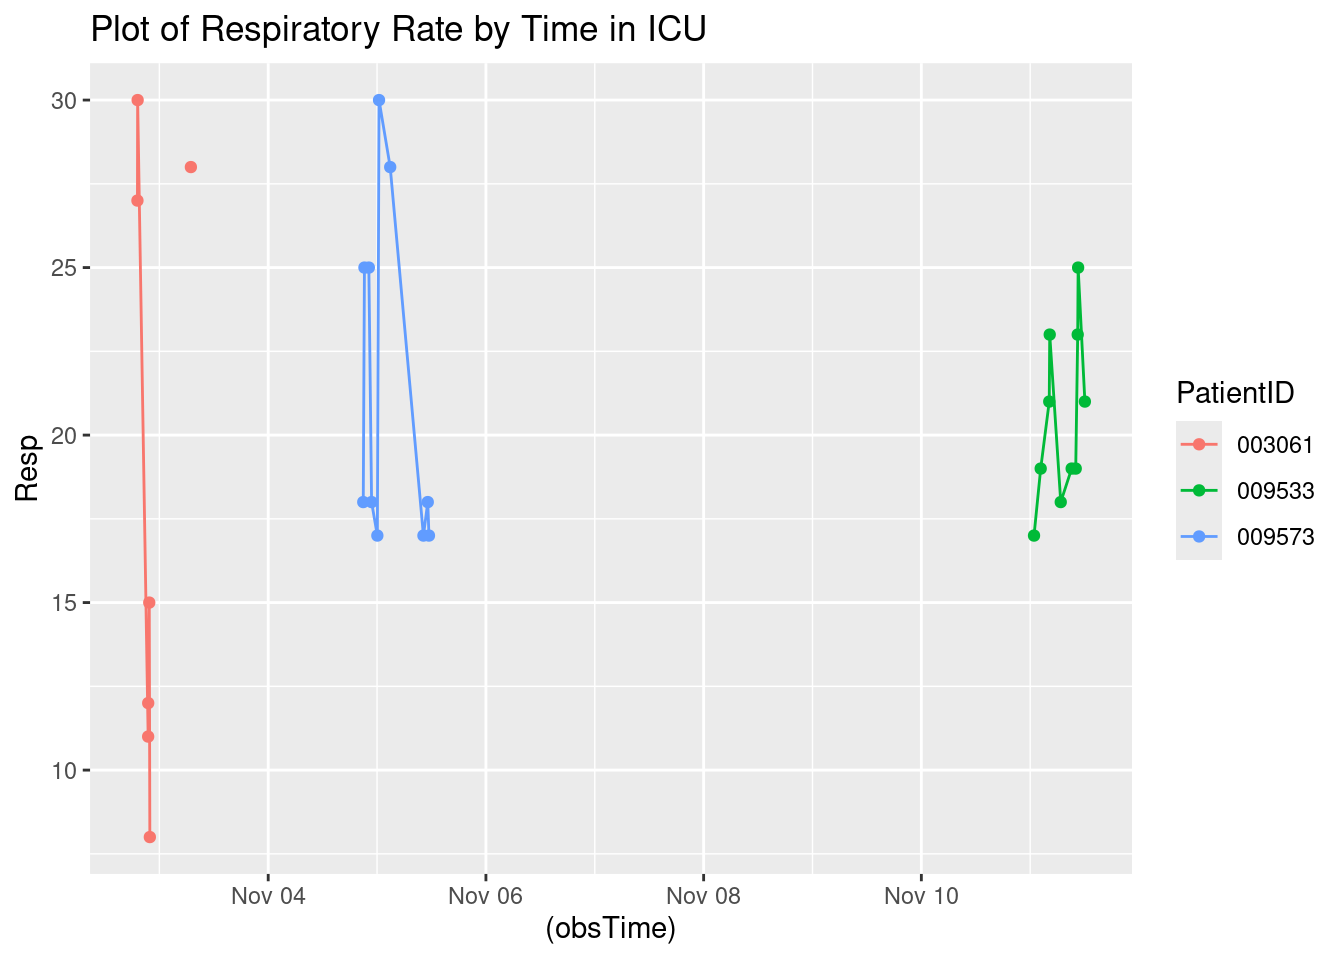 Plot of Respiratory Rate by Time in ICU
30
25
20
15
10
Resp
Nov 04
Nov 06
Nov 08
Nov 10
(obsTime)
PatientID
003061
009533
009573